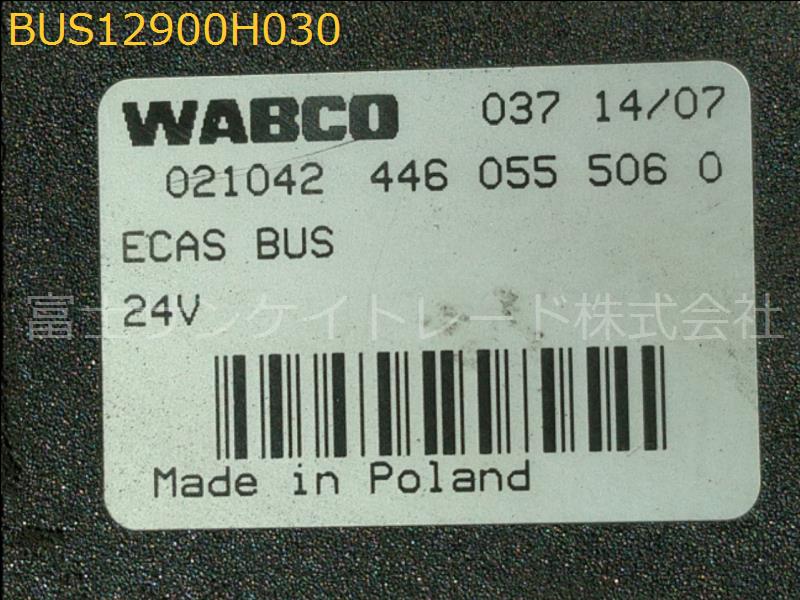 BUS12900H030
WABCO 037 14/07
021042 446 055 506 0
ECAS BUS
24V
富士サンケイトレード株式会社
Made in Poland